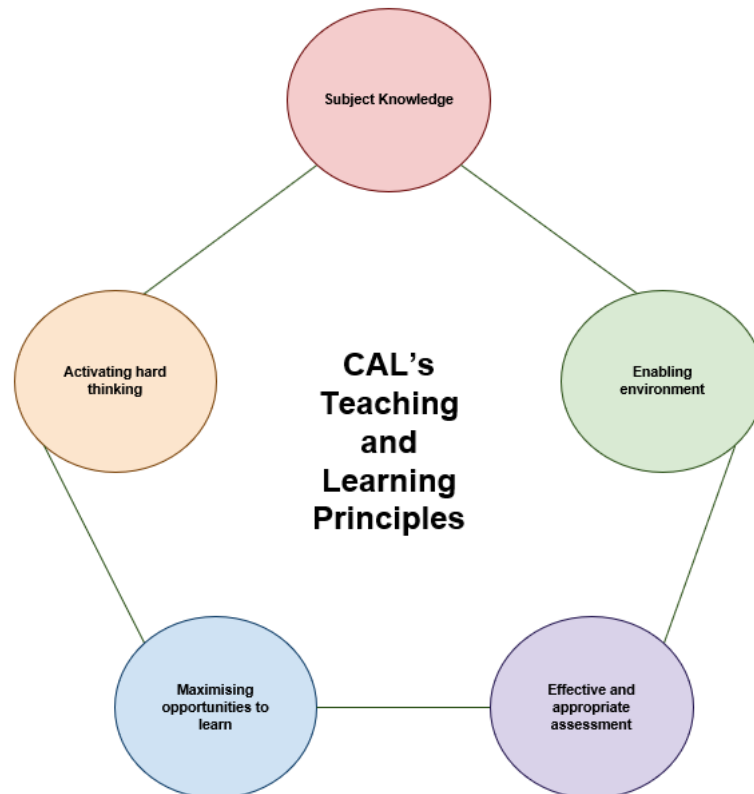 Subject Knowledge
Activating hard
thinking
CAL’s
Teaching
and
Learning
Principles
Enabling
environment
Maximising
opportunities to
learn
Effective and
appropriate
assessment